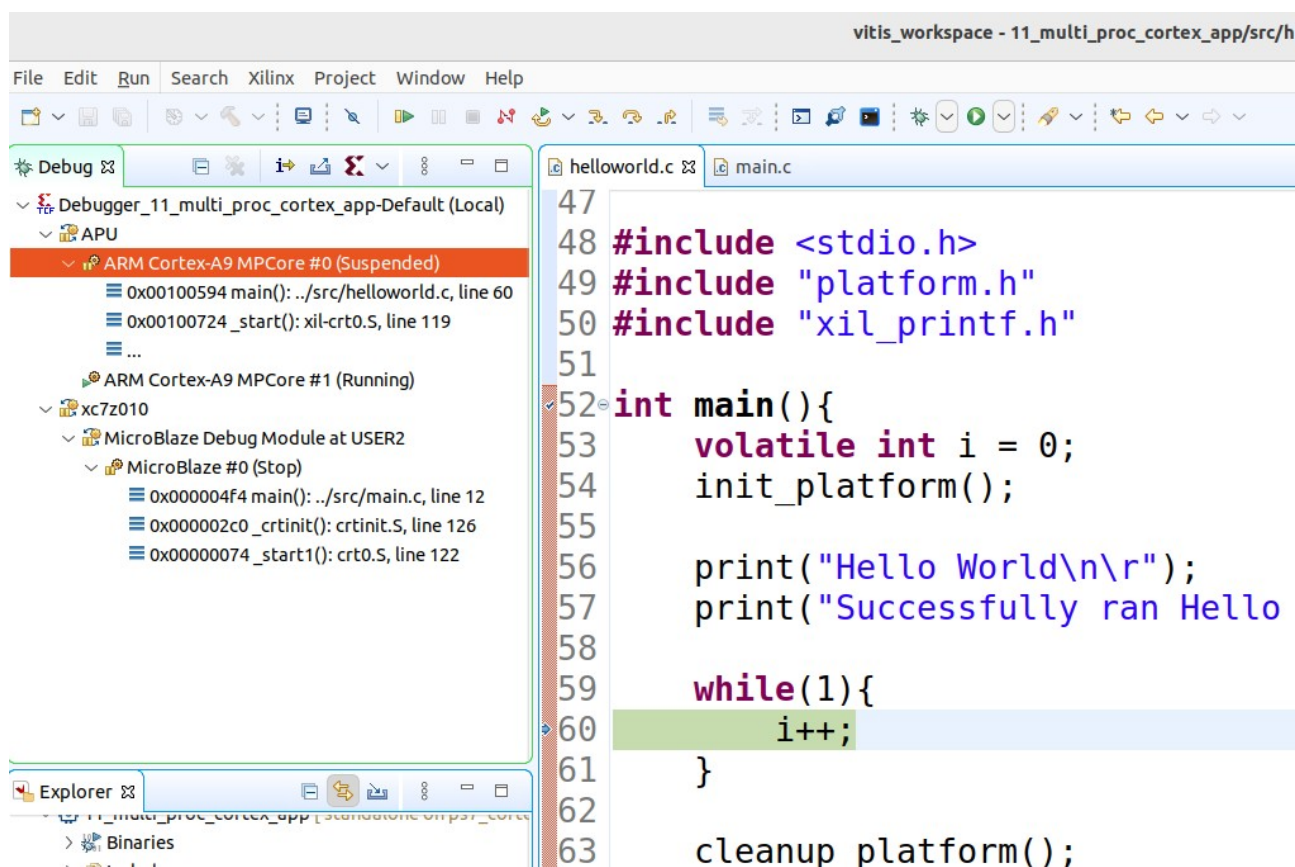 vitis_workspace - 11_multi_proc_cortex_app/src/h
File Edit Run Search Xilinx Project Window Help
Debug
helloworld.c main.c
Debugger_11_multi_proc_cortex_app-Default (Local)
APU
ARM Cortex-A9 MPCore #0 (Suspended)
0x00100594 main(): ../src/helloworld.c, line 60
0x00100724 _start(): xil-crt0.S, line 119
...
ARM Cortex-A9 MPCore #1 (Running)
xc7z010
MicroBlaze Debug Module at USER2
MicroBlaze #0 (Stop)
0x000004f4 main(): ../src/main.c, line 12
0x000002c0 _crtinit(): crtinit.S, line 126
0x00000074 _start1(): crt0.S, line 122
47
48 #include <stdio.h>
49 #include "platform.h"
50 #include "xil_printf.h"
51
52 int main(){
53     volatile int i = 0;
54     init_platform();
55
56     print("Hello World\n\r");
57     print("Successfully ran Hello
58
59     while(1){
60         i++;
61     }
62
63     cleanup_platform();
Explorer
11_multi_proc_cortex_app [ standalone on ps7_corte
Binaries